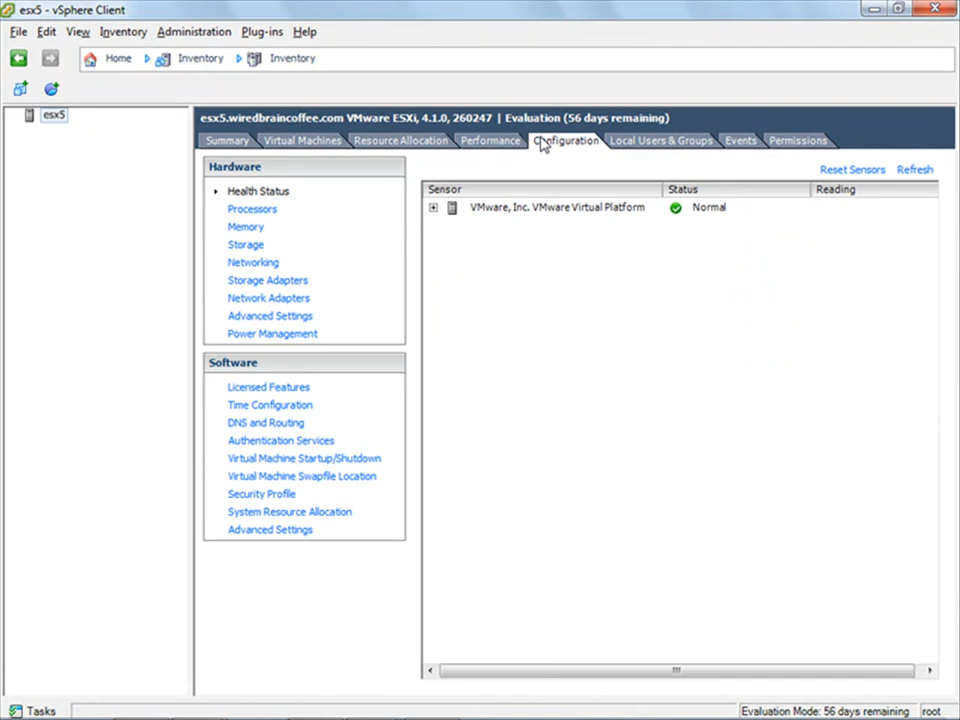 esx5 - vSphere Client
File Edit View Inventory Administration Plug-ins Help
Home Inventory Inventory
esx5
esx5.wiredbraincoffee.com VMware ESXi, 4.1.0, 260247 | Evaluation (56 days remaining)
Summary Virtual Machines Resource Allocation Performance Configuration Local Users & Groups Events Permissions
Hardware
Health Status
Processors
Memory
Storage
Networking
Storage Adapters
Network Adapters
Advanced Settings
Power Management
Software
Licensed Features
Time Configuration
DNS and Routing
Authentication Services
Virtual Machine Startup/Shutdown
Virtual Machine Swapfile Location
Security Profile
System Resource Allocation
Advanced Settings
Reset Sensors Refresh
Sensor Status Reading
VMware, Inc. VMware Virtual Platform Normal
Tasks Evaluation Mode: 56 days remaining root